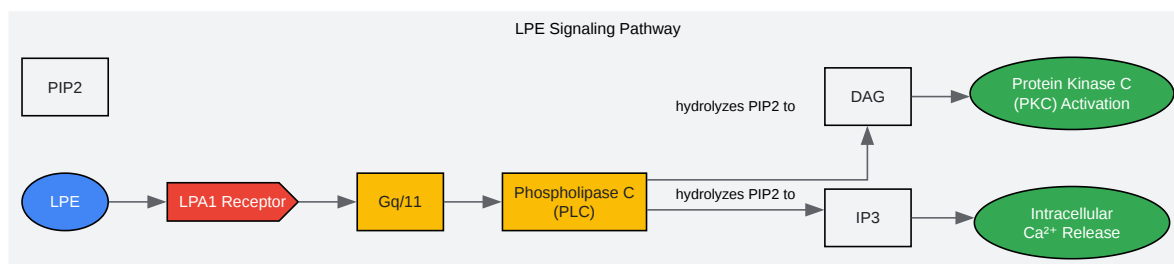 LPE Signaling Pathway
PIP2
hydrolyzes PIP2 to
DAG
Protein Kinase C
(PKC) Activation
LPE
LPA1 Receptor
Gq/11
Phospholipase C
(PLC)
hydrolyzes PIP2 to
IP3
Intracellular
Ca²⁺ Release